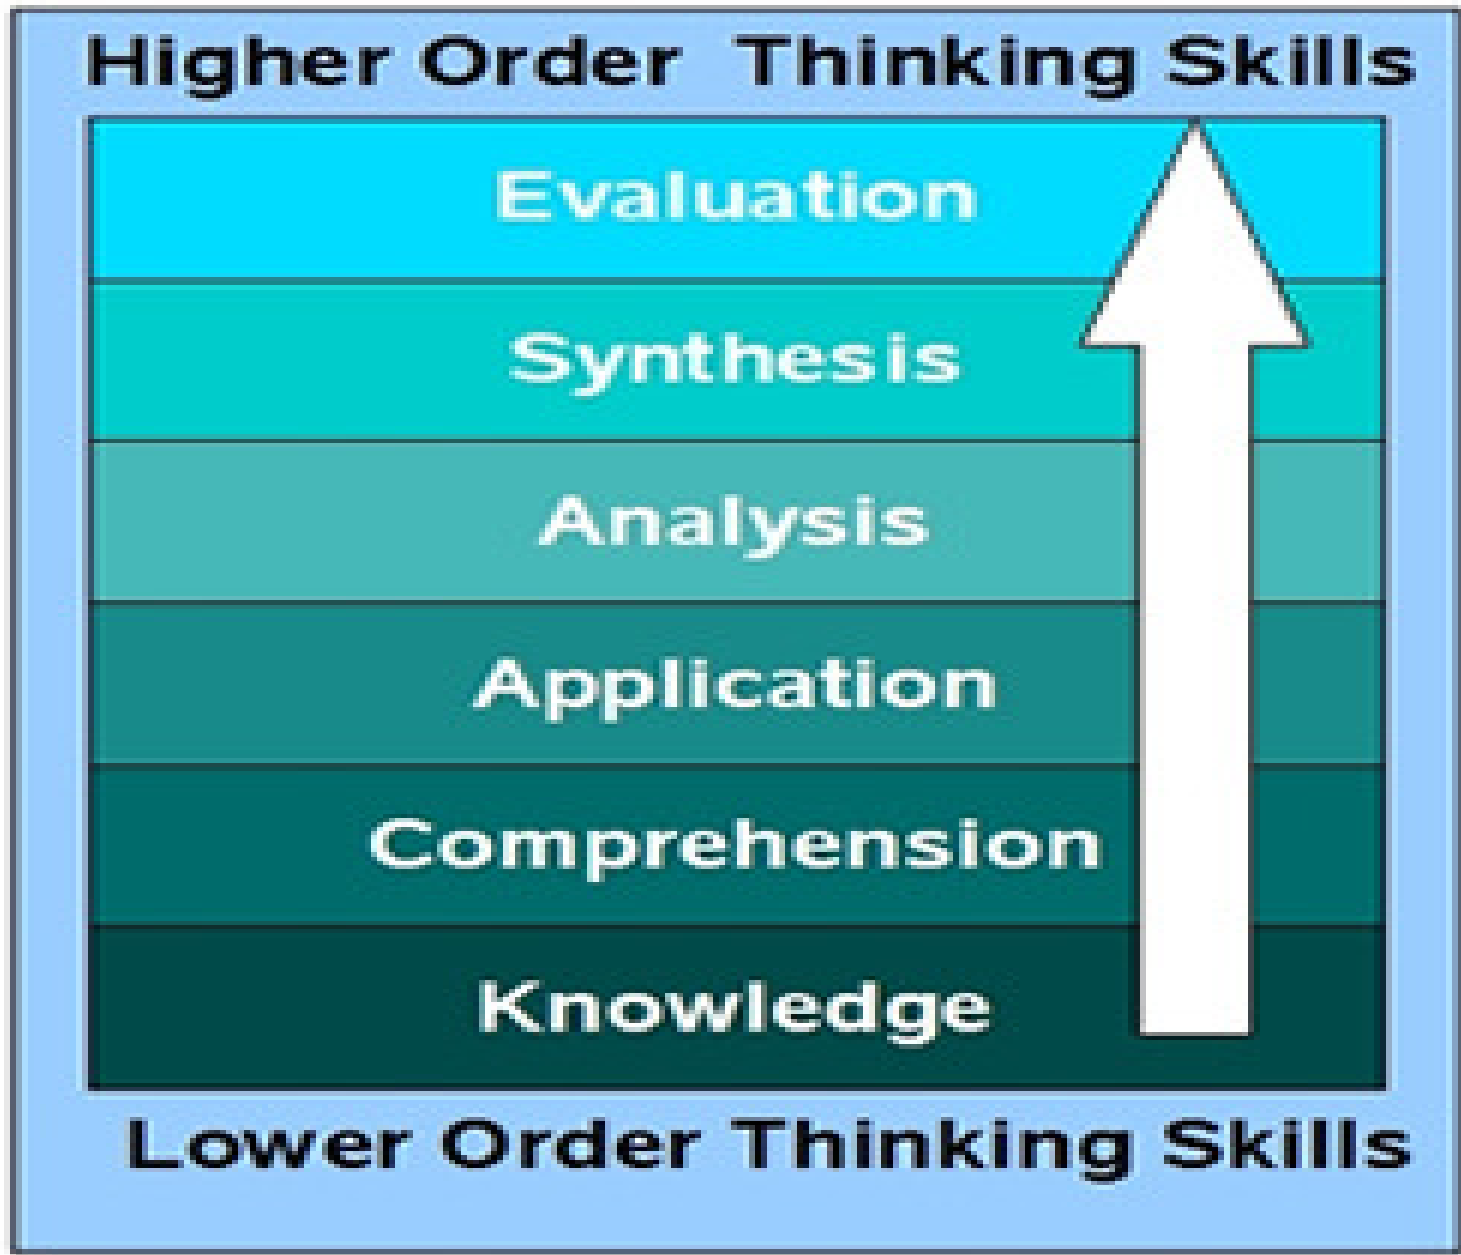 Higher Order Thinking Skills
Evaluation
Synthesis
Analysis
Application
Comprehension
Knowledge
Lower Order Thinking Skills